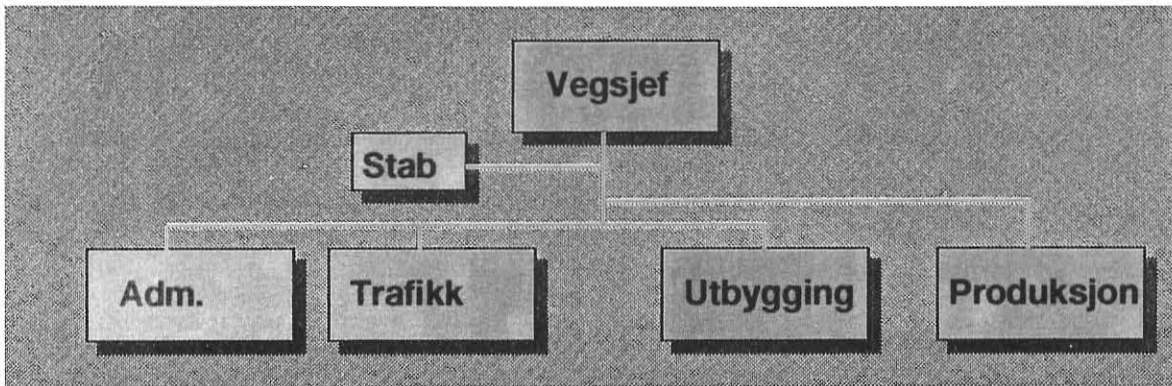 Vegsjef
Stab
Adm.
Trafikk
Utbygging
Produksjon